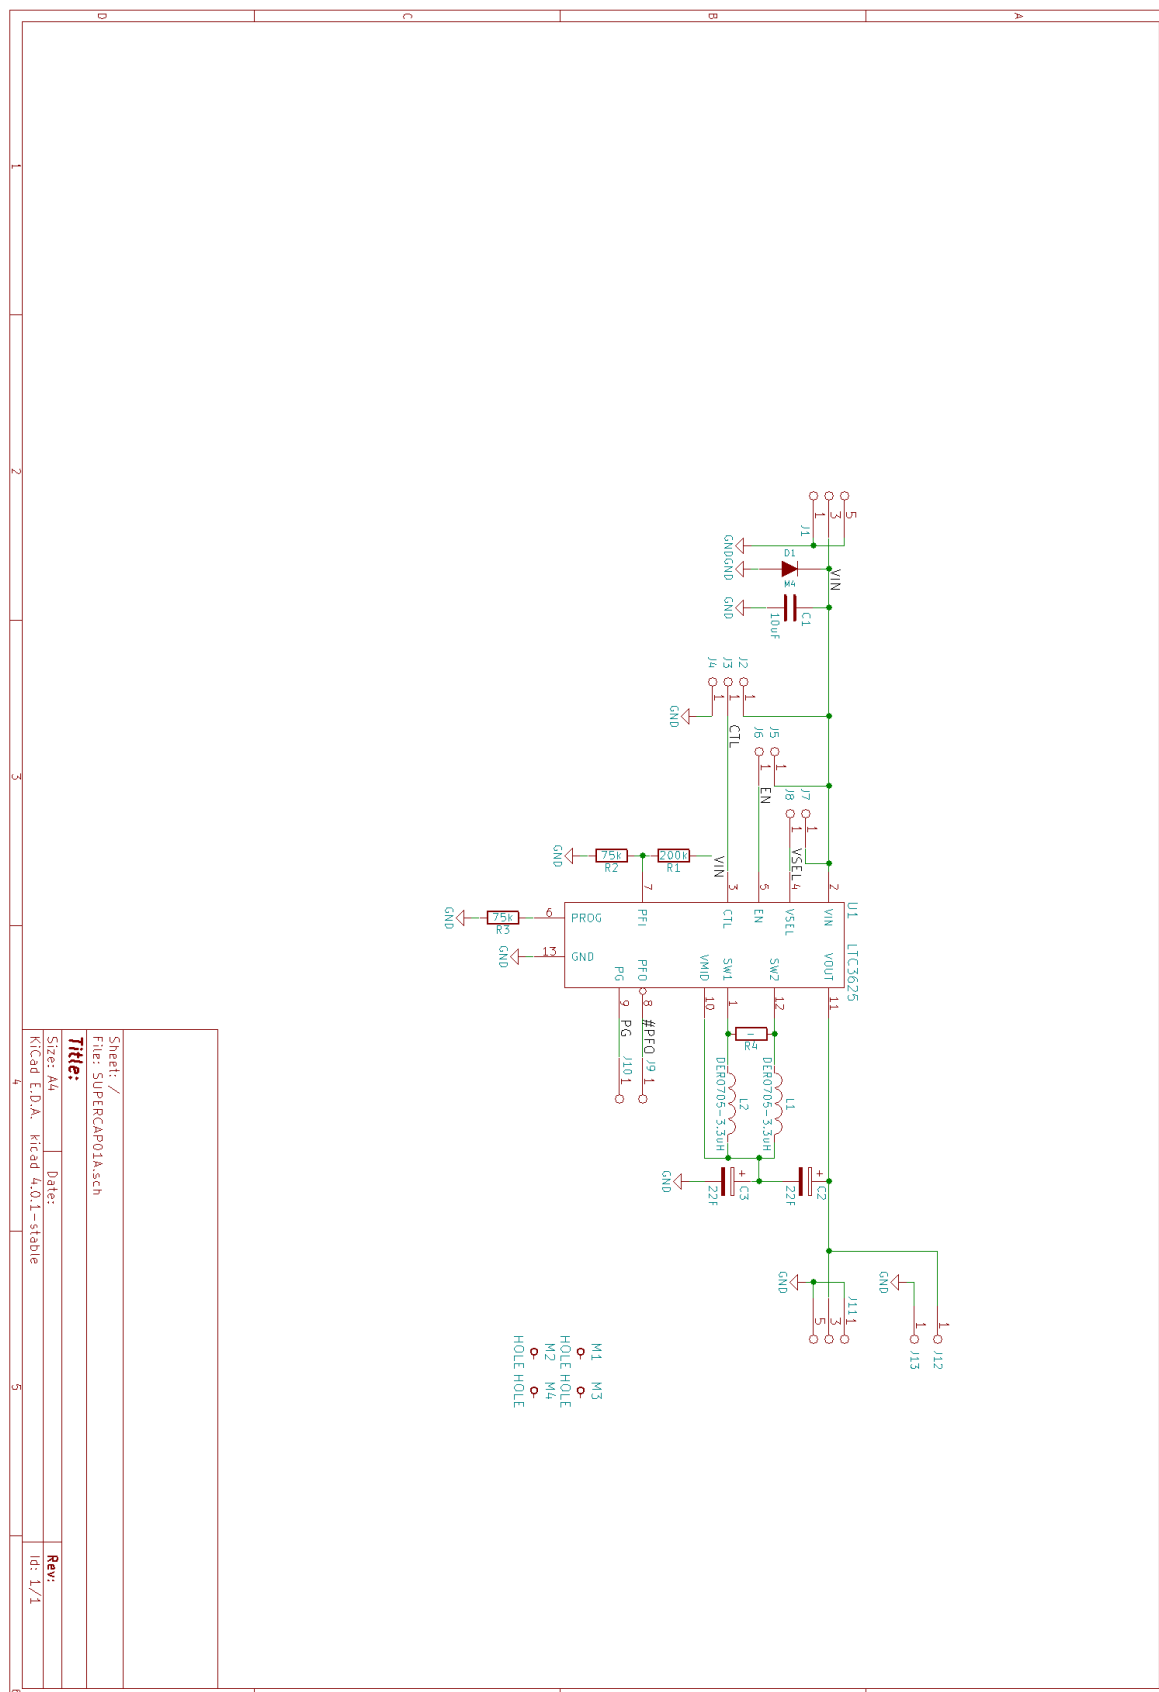 D
C
B
A
1
2
3
4
5
6
J1
1
3
5
VIN
GND
GND
D1
M4
GND
C1
10uF
J2
J3
J4
1
1
1
GND
CTL
J5
J6
1
1
EN
J7
J8
1
1
VSEL
GND
75k
R2
200k
R1
VIN
GND
75k
R3
GND
7
3
5
4
2
6
13
U1
LTC3625
PROG
GND
PFI
CTL
EN
VSEL
VIN
PG
PFO
VMID
SW1
SW2
VOUT
9
8
10
1
12
11
PG
#PFO
J10
1
J9
1
-
R4
DER0705-3.3uH
L2
DER0705-3.3uH
L1
GND
C3
22F
+
C2
22F
+
GND
J11
1
3
5
GND
J12
1
J13
1
M1
HOLE
M3
HOLE
M2
HOLE
M4
HOLE
Sheet: /
File: SUPERCAP01A.sch
Title:
Size: A4
Date:
Rev:
KiCad E.D.A. kicad 4.0.1-stable
Id: 1/1